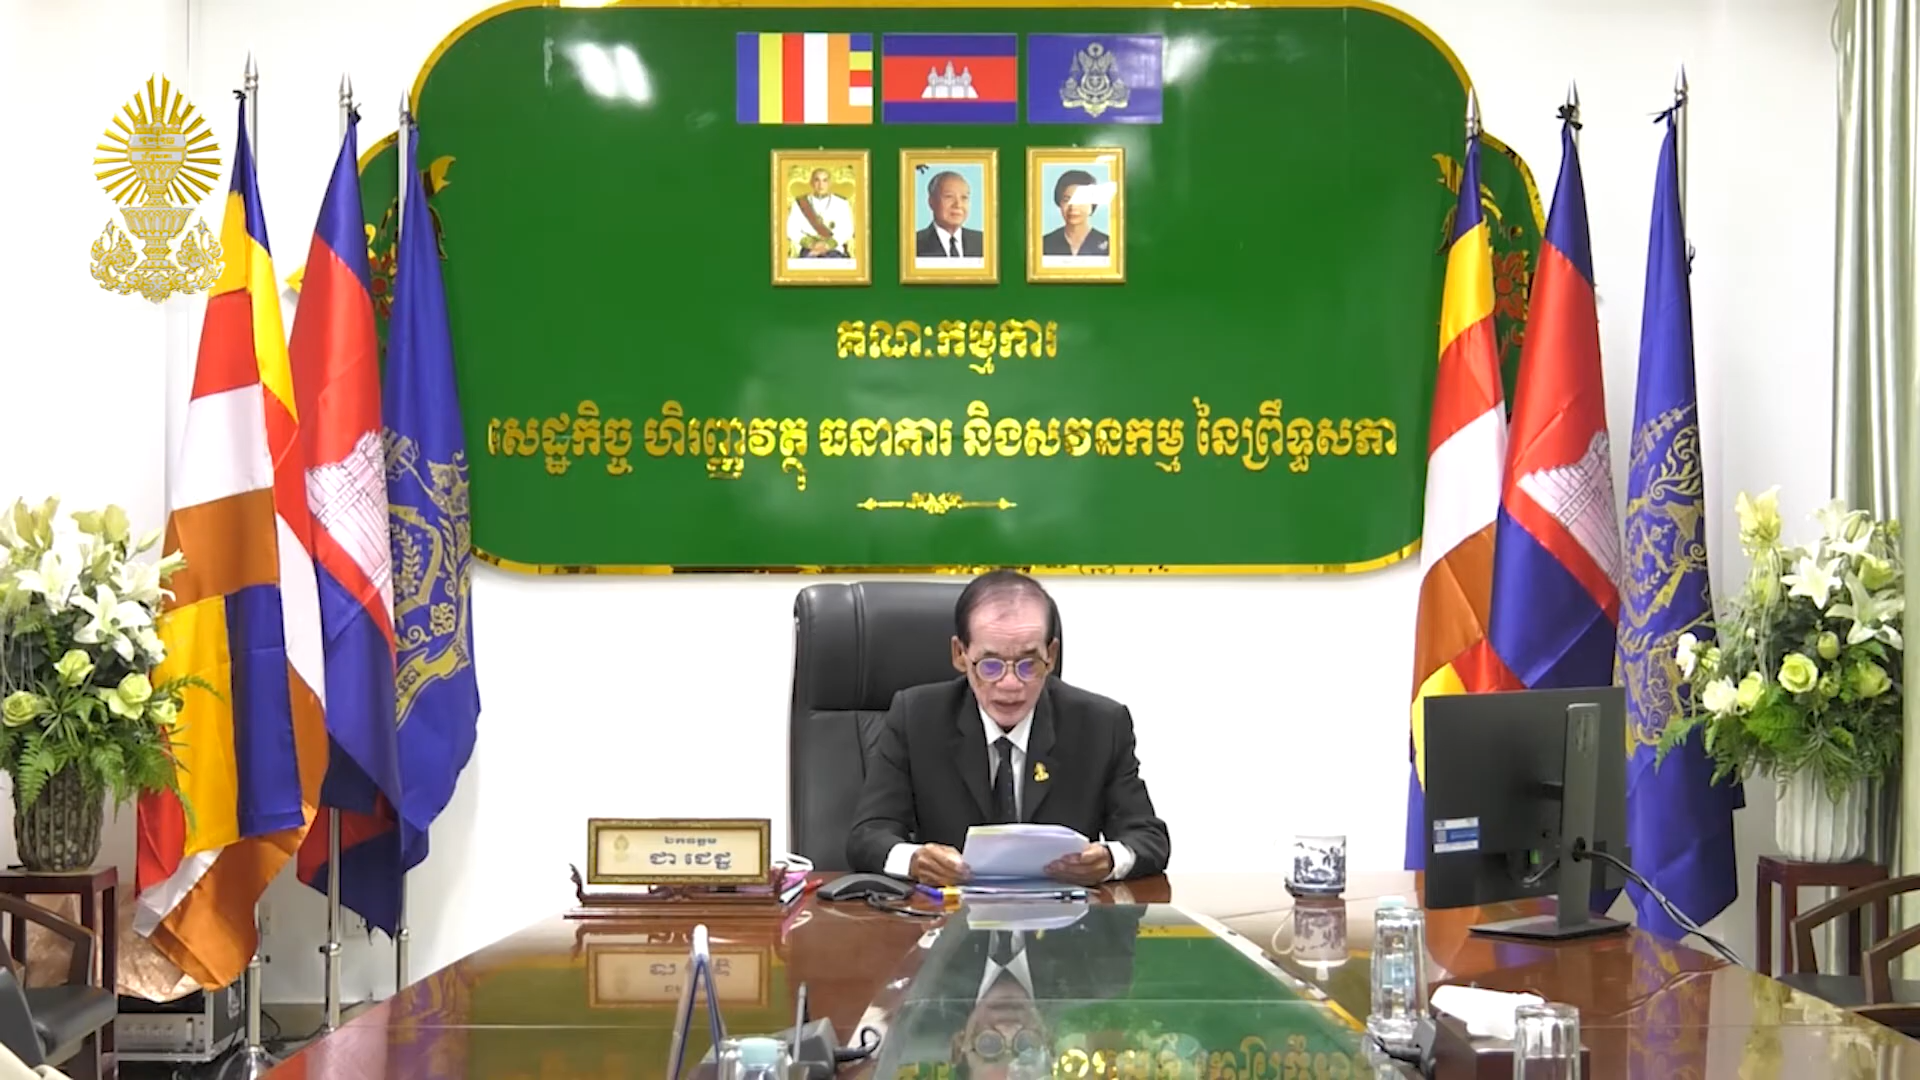 គណៈកម្មការ
សេដ្ឋកិច្ច ហិរញ្ញវត្ថុ ធនាគារ និងសវនកម្ម នៃព្រឹទ្ធសភា
ឯកឧត្តម
ជា ជេដ្ឋ